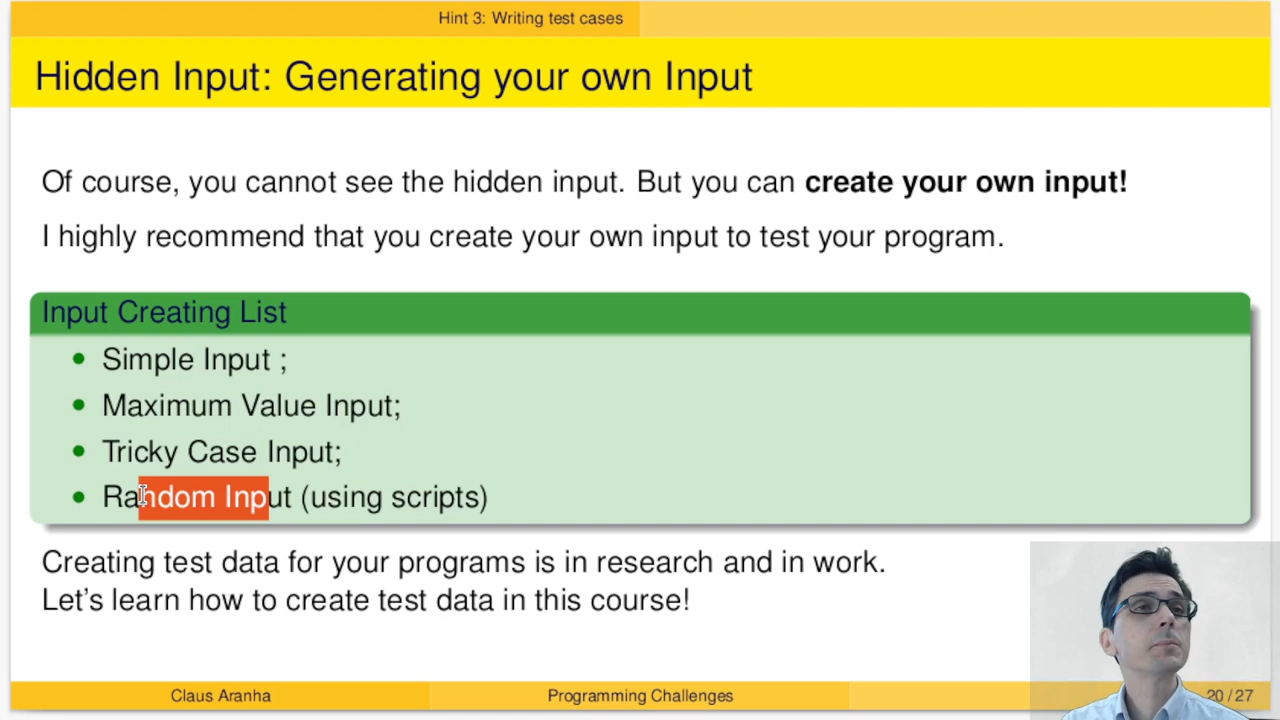 Hint 3: Writing test cases
Hidden Input: Generating your own Input
Of course, you cannot see the hidden input. But you can create your own input!
I highly recommend that you create your own input to test your program.
Input Creating List
• Simple Input ;
• Maximum Value Input;
• Tricky Case Input;
• Random Input (using scripts)
Creating test data for your programs is in research and in work.
Let's learn how to create test data in this course!
Claus Aranha Programming Challenges 20 / 27